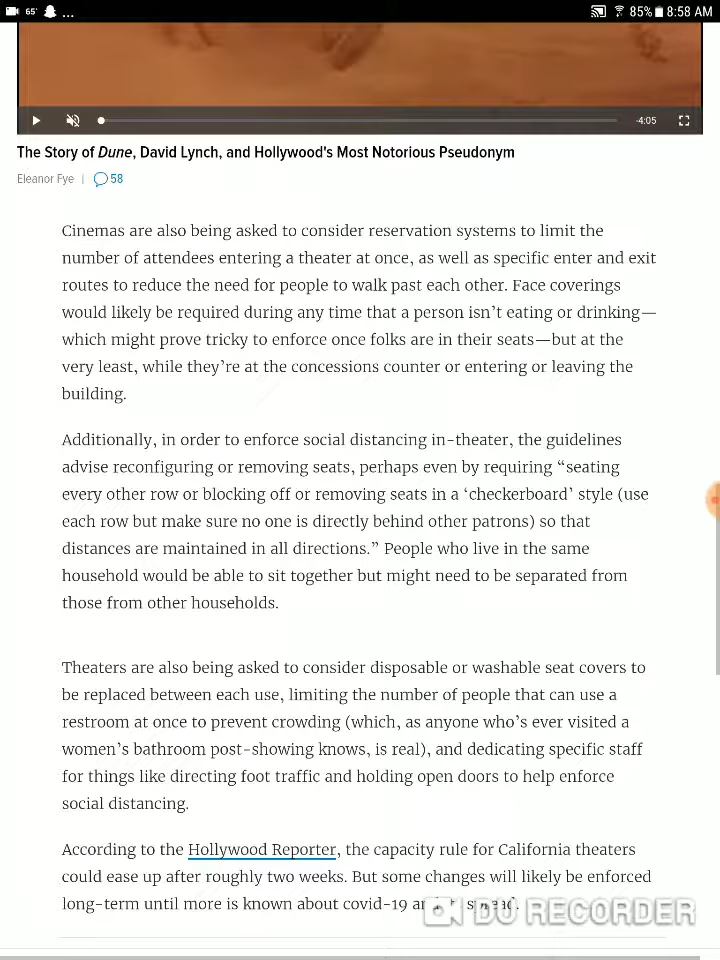 65°
...
85% 8:58 AM
-4:05
The Story of Dune, David Lynch, and Hollywood's Most Notorious Pseudonym
Eleanor Fye | 58
Cinemas are also being asked to consider reservation systems to limit the
number of attendees entering a theater at once, as well as specific enter and exit
routes to reduce the need for people to walk past each other. Face coverings
would likely be required during any time that a person isn’t eating or drinking—
which might prove tricky to enforce once folks are in their seats—but at the
very least, while they’re at the concessions counter or entering or leaving the
building.
Additionally, in order to enforce social distancing in-theater, the guidelines
advise reconfiguring or removing seats, perhaps even by requiring “seating
every other row or blocking off or removing seats in a ‘checkerboard’ style (use
each row but make sure no one is directly behind other patrons) so that
distances are maintained in all directions.” People who live in the same
household would be able to sit together but might need to be separated from
those from other households.
Theaters are also being asked to consider disposable or washable seat covers to
be replaced between each use, limiting the number of people that can use a
restroom at once to prevent crowding (which, as anyone who’s ever visited a
women’s bathroom post-showing knows, is real), and dedicating specific staff
for things like directing foot traffic and holding open doors to help enforce
social distancing.
According to the Hollywood Reporter, the capacity rule for California theaters
could ease up after roughly two weeks. But some changes will likely be enforced
long-term until more is known about covid-19 and its spread.
DU RECORDER